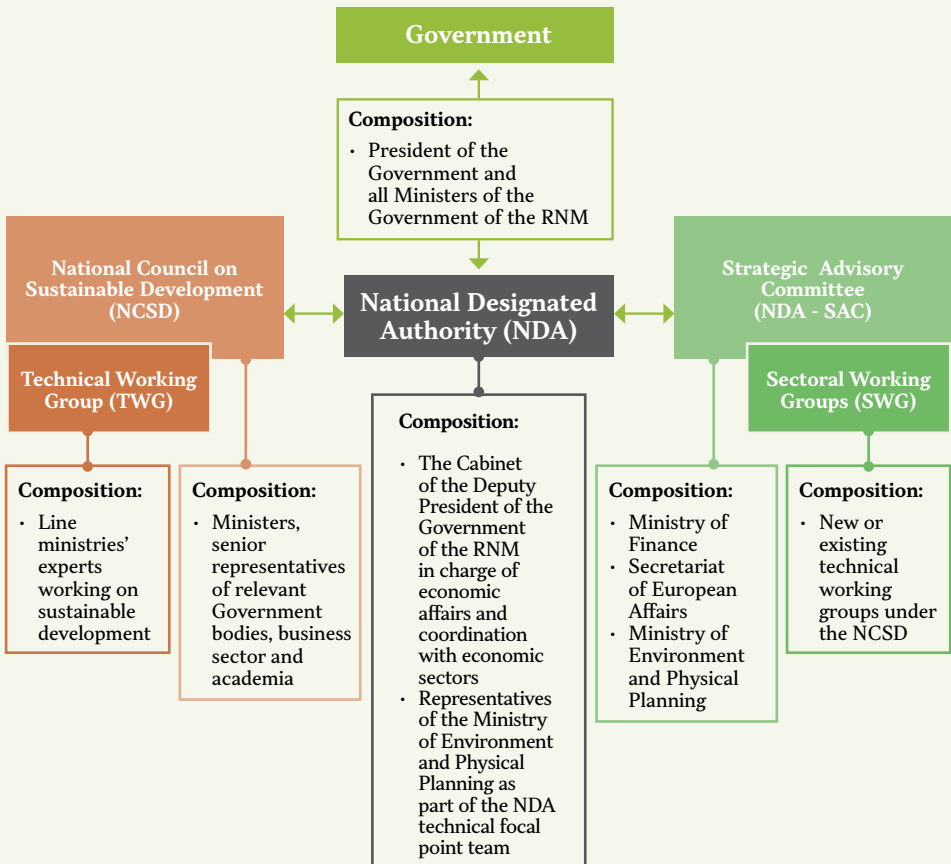 Government
Composition:
· President of the
Government and
all Ministers of the
Government of the RNM
National Council on
Sustainable Development
(NCSD)
National Designated
Authority (NDA)
Strategic Advisory
Committee
(NDA - SAC)
Technical Working
Group (TWG)
Sectoral Working
Groups (SWG)
Composition:
· Line
ministries’
experts
working on
sustainable
development
Composition:
· Ministers,
senior
representatives
of relevant
Government
bodies, business
sector and
academia
Composition:
· The Cabinet
of the Deputy
President of the
Government
of the RNM
in charge of
economic
affairs and
coordination
with economic
sectors
· Representatives
of the Ministry
of Environment
and Physical
Planning as
part of the NDA
technical focal
point team
Composition:
· Ministry of
Finance
· Secretariat
of European
Affairs
· Ministry of
Environment
and Physical
Planning
Composition:
· New or
existing
technical
working
groups under
the NCSD